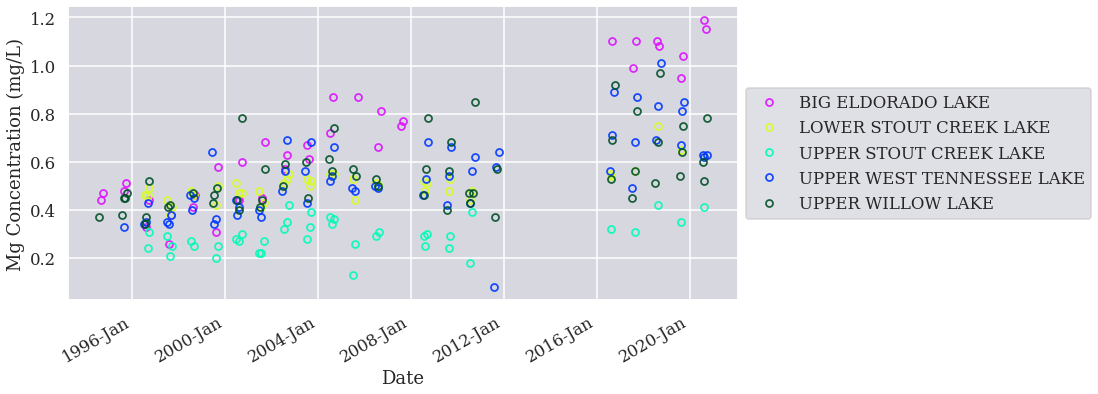 Mg Concentration (mg/L)
1.2
1.0
0.8
0.6
0.4
0.2
1996-Jan
2000-Jan
2004-Jan
2008-Jan
2012-Jan
2016-Jan
2020-Jan
Date
BIG ELDORADO LAKE
LOWER STOUT CREEK LAKE
UPPER STOUT CREEK LAKE
UPPER WEST TENNESSEE LAKE
UPPER WILLOW LAKE